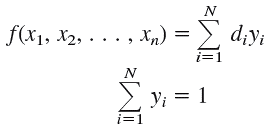 f(x₁, x₂, . . . , xₙ) = ∑ᵢ₌₁ᴺ dᵢyᵢ
∑ᵢ₌₁ᴺ yᵢ = 1